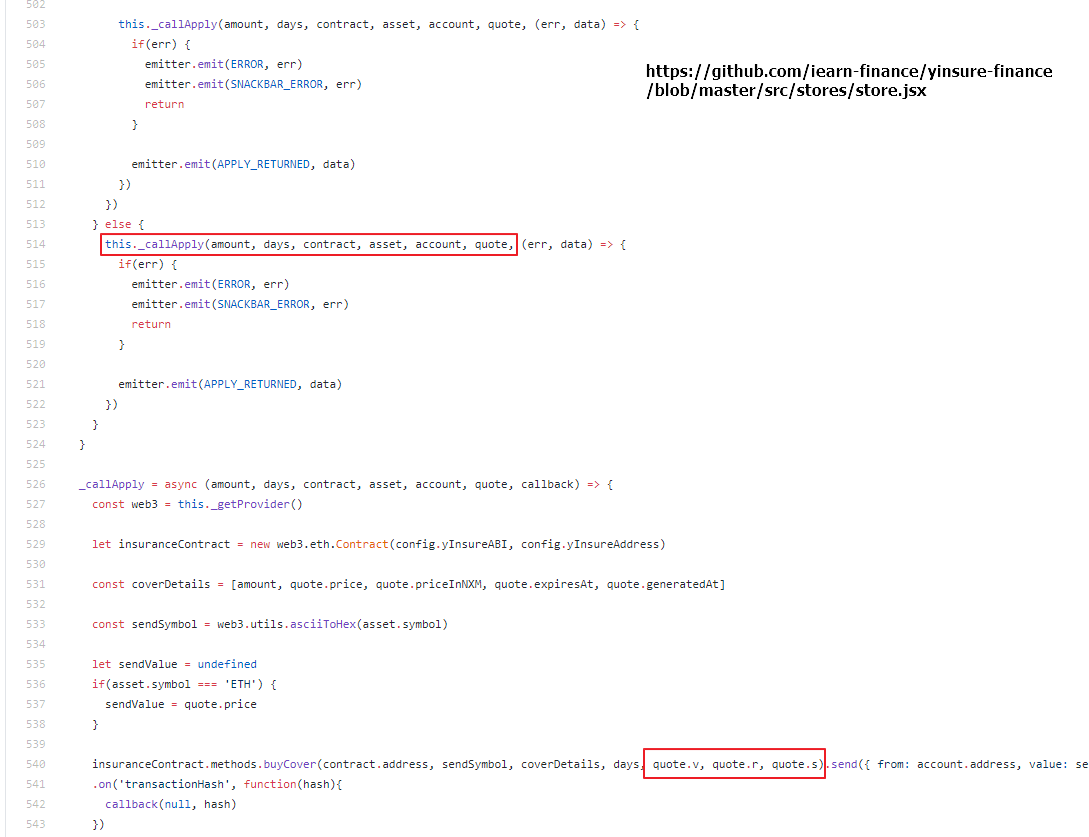 502
503 this._callApply(amount, days, contract, asset, account, quote, (err, data) => {
504 if(err) {
505 emitter.emit(ERROR, err)
506 emitter.emit(SNACKBAR_ERROR, err)
507 return
508 }
509
510 emitter.emit(APPLY_RETURNED, data)
511 })
512 })
513 } else {
514 this._callApply(amount, days, contract, asset, account, quote, (err, data) => {
515 if(err) {
516 emitter.emit(ERROR, err)
517 emitter.emit(SNACKBAR_ERROR, err)
518 return
519 }
520
521 emitter.emit(APPLY_RETURNED, data)
522 })
523 }
524 }
525
526 _callApply = async (amount, days, contract, asset, account, quote, callback) => {
527 const web3 = this._getProvider()
528
529 let insuranceContract = new web3.eth.Contract(config.yInsureABI, config.yInsureAddress)
530
531 const coverDetails = [amount, quote.price, quote.priceInNXM, quote.expiresAt, quote.generatedAt]
532
533 const sendSymbol = web3.utils.asciiToHex(asset.symbol)
534
535 let sendValue = undefined
536 if(asset.symbol === 'ETH') {
537 sendValue = quote.price
538 }
539
540 insuranceContract.methods.buyCover(contract.address, sendSymbol, coverDetails, days, quote.v, quote.r, quote.s).send({ from: account.address, value: se
541 .on('transactionHash', function(hash){
542 callback(null, hash)
543 })
https://github.com/iearn-finance/yinsure-finance
/blob/master/src/stores/store.jsx